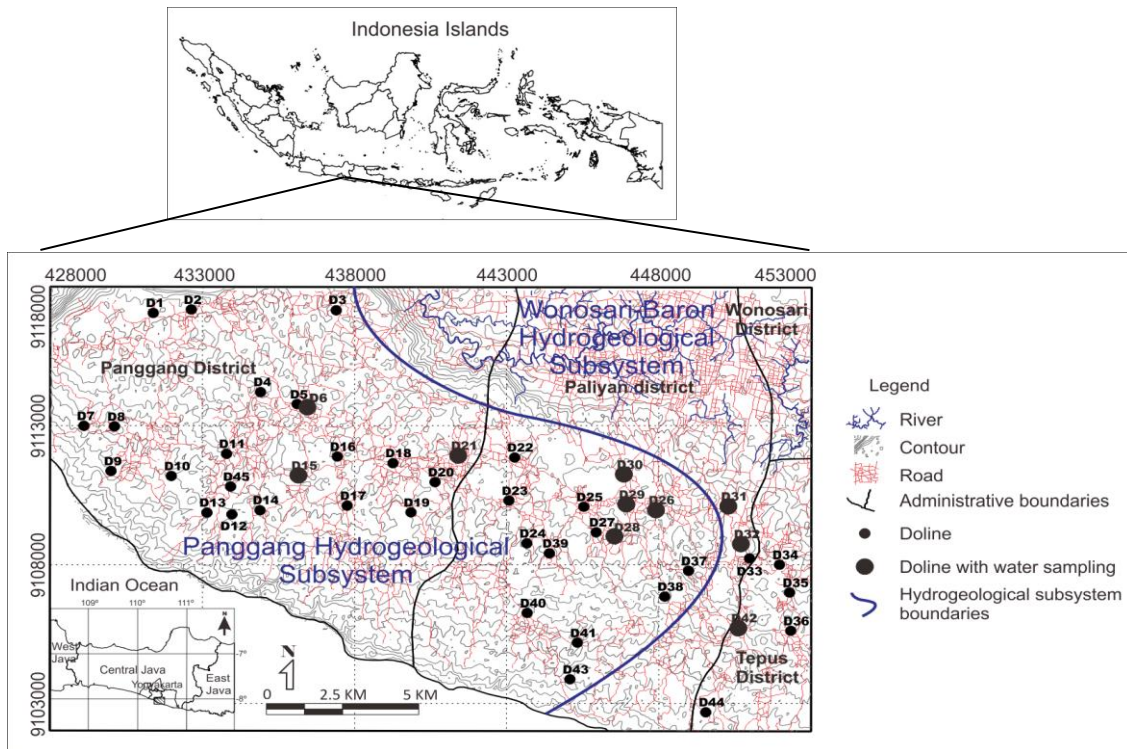 Indonesia Islands
428000 433000 438000 443000 448000 453000
9118000
9113000
9108000
9103000
D1 D2 D3
Wonosari-Baron
Hydrogeological
Subsystem
Wonosari
District
Paliyan district
Panggang District
D4
D5 D6
D7 D8
D9 D10 D11
D45
D13 D12 D14
D15 D16 D17
D18 D19 D20 D21
D22 D23
D24 D39
D25 D27 D28
D30 D29 D26
D31 D32 D33
D34 D35 D36
D37 D38
D40 D41 D43
D42 D44
Panggang Hydrogeological
Subsystem
Tepus
District
Indian Ocean
109° 110° 111°
N
-7°
-8°
West
Java
Central Java
Yogyakarta
East
Java
N
0 2.5 KM 5 KM
Legend
River
Contour
Road
Administrative boundaries
Doline
Doline with water sampling
Hydrogeological subsystem
boundaries